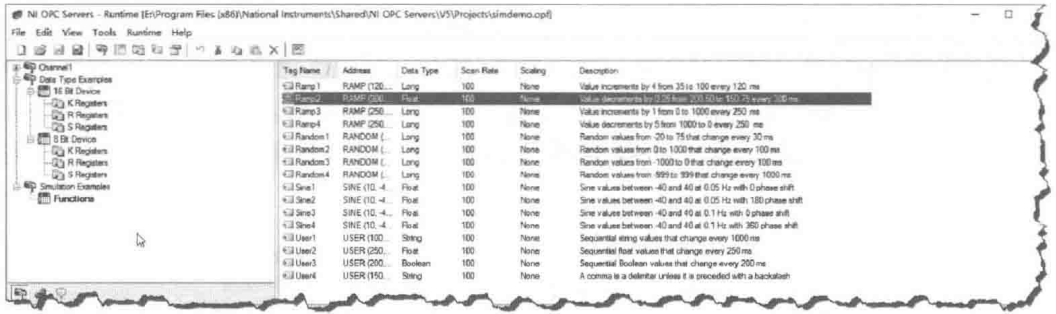 NI OPC Servers - Runtime [E:\Program Files (x86)\National Instruments\Shared\NI OPC Servers\V5\Projects\simdemo.opf]
File Edit View Tools Runtime Help
Channel1
Data Type Examples
16 Bit Device
K Registers
R Registers
S Registers
8 Bit Device
K Registers
R Registers
S Registers
Simulation Examples
Functions
Tag Name / Address Data Type Scan Rate Scaling Description
Ramp1 RAMP (120,... Long 100 None Value increments by 4 from 35 to 100 every 120 ms
Ramp2 RAMP (300,... Float 100 None Value decrements by 0.25 from 200.50 to 150.75 every 300 ms
Ramp3 RAMP (250,... Long 100 None Value increments by 1 from 0 to 1000 every 250 ms
Ramp4 RAMP (250,... Long 100 None Value decrements by 5 from 1000 to 0 every 250 ms
Random1 RANDOM (... Long 100 None Random values from -20 to 75 that change every 30 ms
Random2 RANDOM (... Long 100 None Random values from 0 to 1000 that change every 100 ms
Random3 RANDOM (... Long 100 None Random values from -1000 to 0 that change every 100 ms
Random4 RANDOM (... Long 100 None Random values from -999 to 999 that change every 1000 ms
Sine1 SINE (10, -4... Float 100 None Sine values between -40 and 40 at 0.05 Hz with 0 phase shift
Sine2 SINE (10, -4... Float 100 None Sine values between -40 and 40 at 0.05 Hz with 180 phase shift
Sine3 SINE (10, -4... Float 100 None Sine values between -40 and 40 at 0.1 Hz with 0 phase shift
Sine4 SINE (10, -4... Float 100 None Sine values between -40 and 40 at 0.1 Hz with 360 phase shift
User1 USER (100... String 100 None Sequential string values that change every 1000 ms
User2 USER (250,... Float 100 None Sequential float values that change every 250 ms
User3 USER (200,... Boolean 100 None Sequential Boolean values that change every 200 ms
User4 USER (150... String 100 None A comma is a delimiter unless it is preceded with a backslash